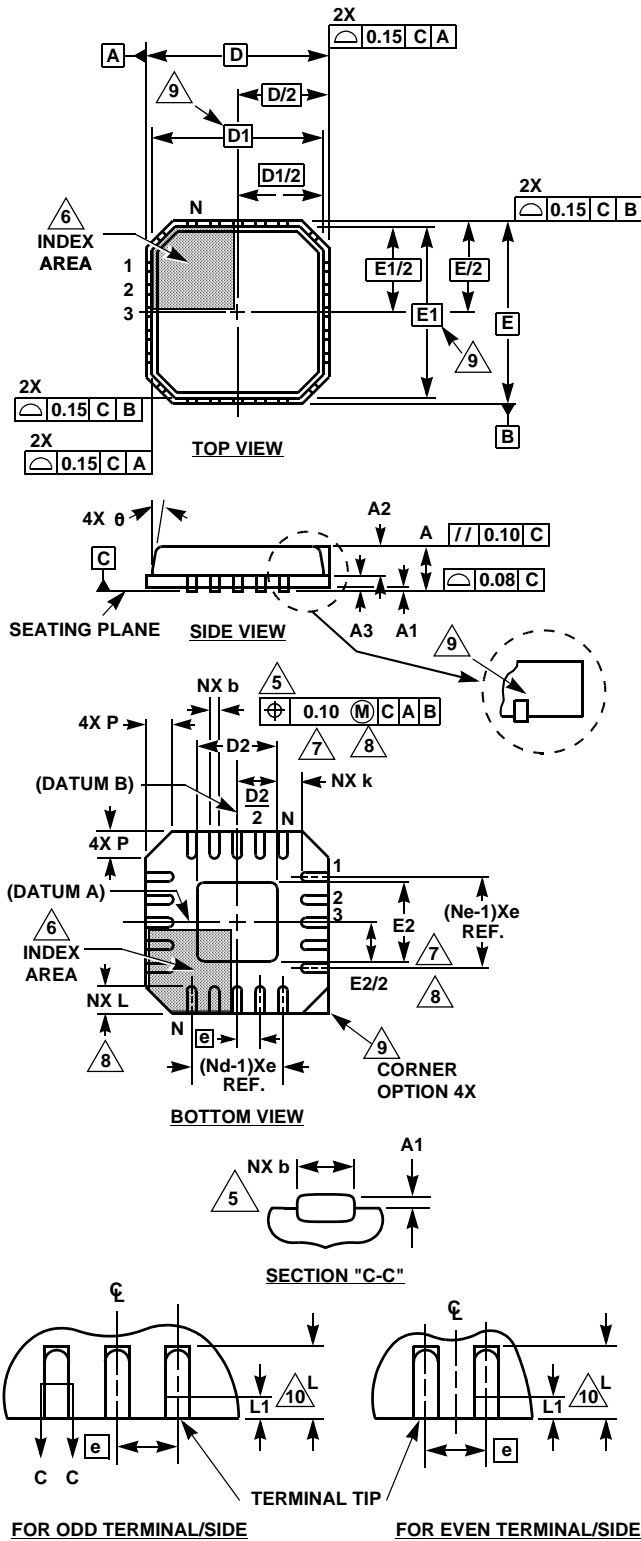 2X
⌓ 0.15 C A
A
D
D/2
9
D1
D1/2
2X
⌓ 0.15 C B
6
INDEX
AREA
N
1
2
3
E1/2
E/2
E1
E
9
2X
⌓ 0.15 C B
2X
⌓ 0.15 C A
B
TOP VIEW
4X θ
A2
A
// 0.10 C
C
⌓ 0.08 C
SEATING PLANE
SIDE VIEW
A3
A1
9
NX b
5
⌖ 0.10 Ⓜ C A B
4X P
D2
7
8
(DATUM B)
D2
2
N
NX k
4X P
1
(DATUM A)
2
3
(Ne-1)Xe
REF.
6
INDEX
AREA
E2
7
E2/2
8
NX L
8
N
e
(Nd-1)Xe
REF.
9
CORNER
OPTION 4X
BOTTOM VIEW
A1
NX b
5
SECTION "C-C"
℄
℄
10
L
L1
10
L
L1
e
e
C
C
TERMINAL TIP
FOR ODD TERMINAL/SIDE
FOR EVEN TERMINAL/SIDE